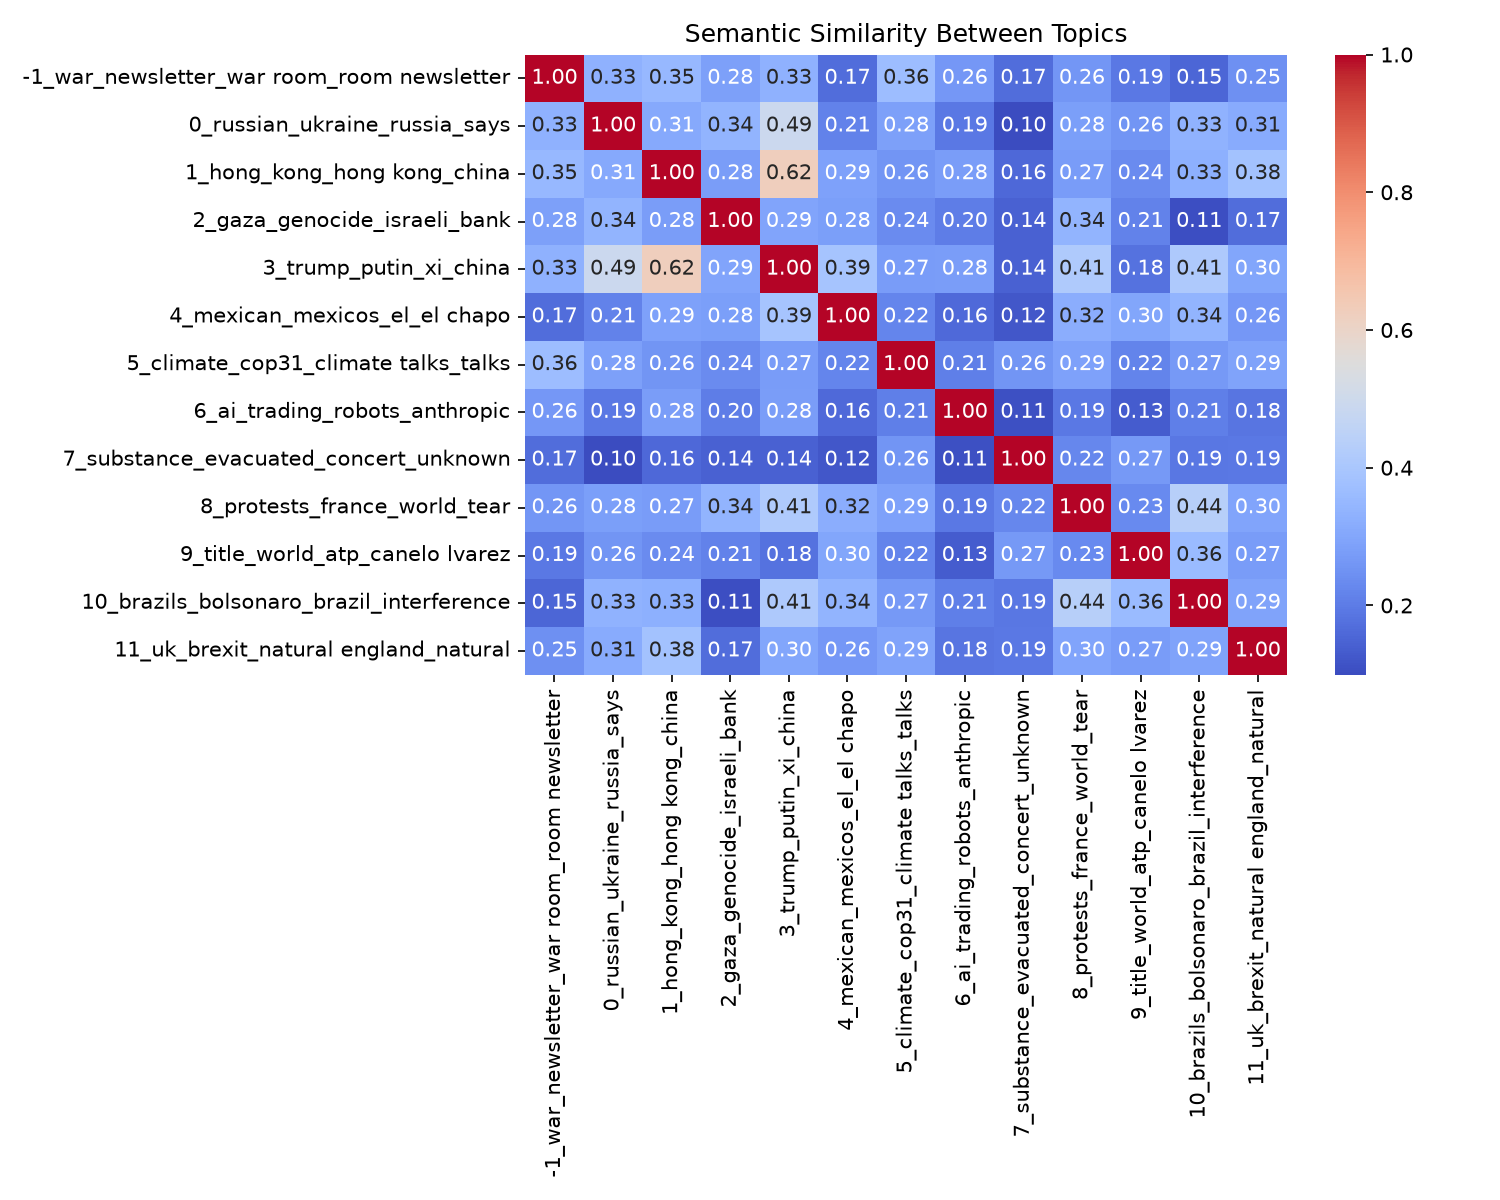 Semantic Similarity Between Topics
-1_war_newsletter_war room_room newsletter 1.00 0.33 0.35 0.28 0.33 0.17 0.36 0.26 0.17 0.26 0.19 0.15 0.25
0_russian_ukraine_russia_says 0.33 1.00 0.31 0.34 0.49 0.21 0.28 0.19 0.10 0.28 0.26 0.33 0.31
1_hong_kong_hong kong_china 0.35 0.31 1.00 0.28 0.62 0.29 0.26 0.28 0.16 0.27 0.24 0.33 0.38
2_gaza_genocide_israeli_bank 0.28 0.34 0.28 1.00 0.29 0.28 0.24 0.20 0.14 0.34 0.21 0.11 0.17
3_trump_putin_xi_china 0.33 0.49 0.62 0.29 1.00 0.39 0.27 0.28 0.14 0.41 0.18 0.41 0.30
4_mexican_mexicos_el_el chapo 0.17 0.21 0.29 0.28 0.39 1.00 0.22 0.16 0.12 0.32 0.30 0.34 0.26
5_climate_cop31_climate talks_talks 0.36 0.28 0.26 0.24 0.27 0.22 1.00 0.21 0.26 0.29 0.22 0.27 0.29
6_ai_trading_robots_anthropic 0.26 0.19 0.28 0.20 0.28 0.16 0.21 1.00 0.11 0.19 0.13 0.21 0.18
7_substance_evacuated_concert_unknown 0.17 0.10 0.16 0.14 0.14 0.12 0.26 0.11 1.00 0.22 0.27 0.19 0.19
8_protests_france_world_tear 0.26 0.28 0.27 0.34 0.41 0.32 0.29 0.19 0.22 1.00 0.23 0.44 0.30
9_title_world_atp_canelo lvarez 0.19 0.26 0.24 0.21 0.18 0.30 0.22 0.13 0.27 0.23 1.00 0.36 0.27
10_brazils_bolsonaro_brazil_interference 0.15 0.33 0.33 0.11 0.41 0.34 0.27 0.21 0.19 0.44 0.36 1.00 0.29
11_uk_brexit_natural england_natural 0.25 0.31 0.38 0.17 0.30 0.26 0.29 0.18 0.19 0.30 0.27 0.29 1.00
-1_war_newsletter_war room_room newsletter
0_russian_ukraine_russia_says
1_hong_kong_hong kong_china
2_gaza_genocide_israeli_bank
3_trump_putin_xi_china
4_mexican_mexicos_el_el chapo
5_climate_cop31_climate talks_talks
6_ai_trading_robots_anthropic
7_substance_evacuated_concert_unknown
8_protests_france_world_tear
9_title_world_atp_canelo lvarez
10_brazils_bolsonaro_brazil_interference
11_uk_brexit_natural england_natural
1.0
0.8
0.6
0.4
0.2